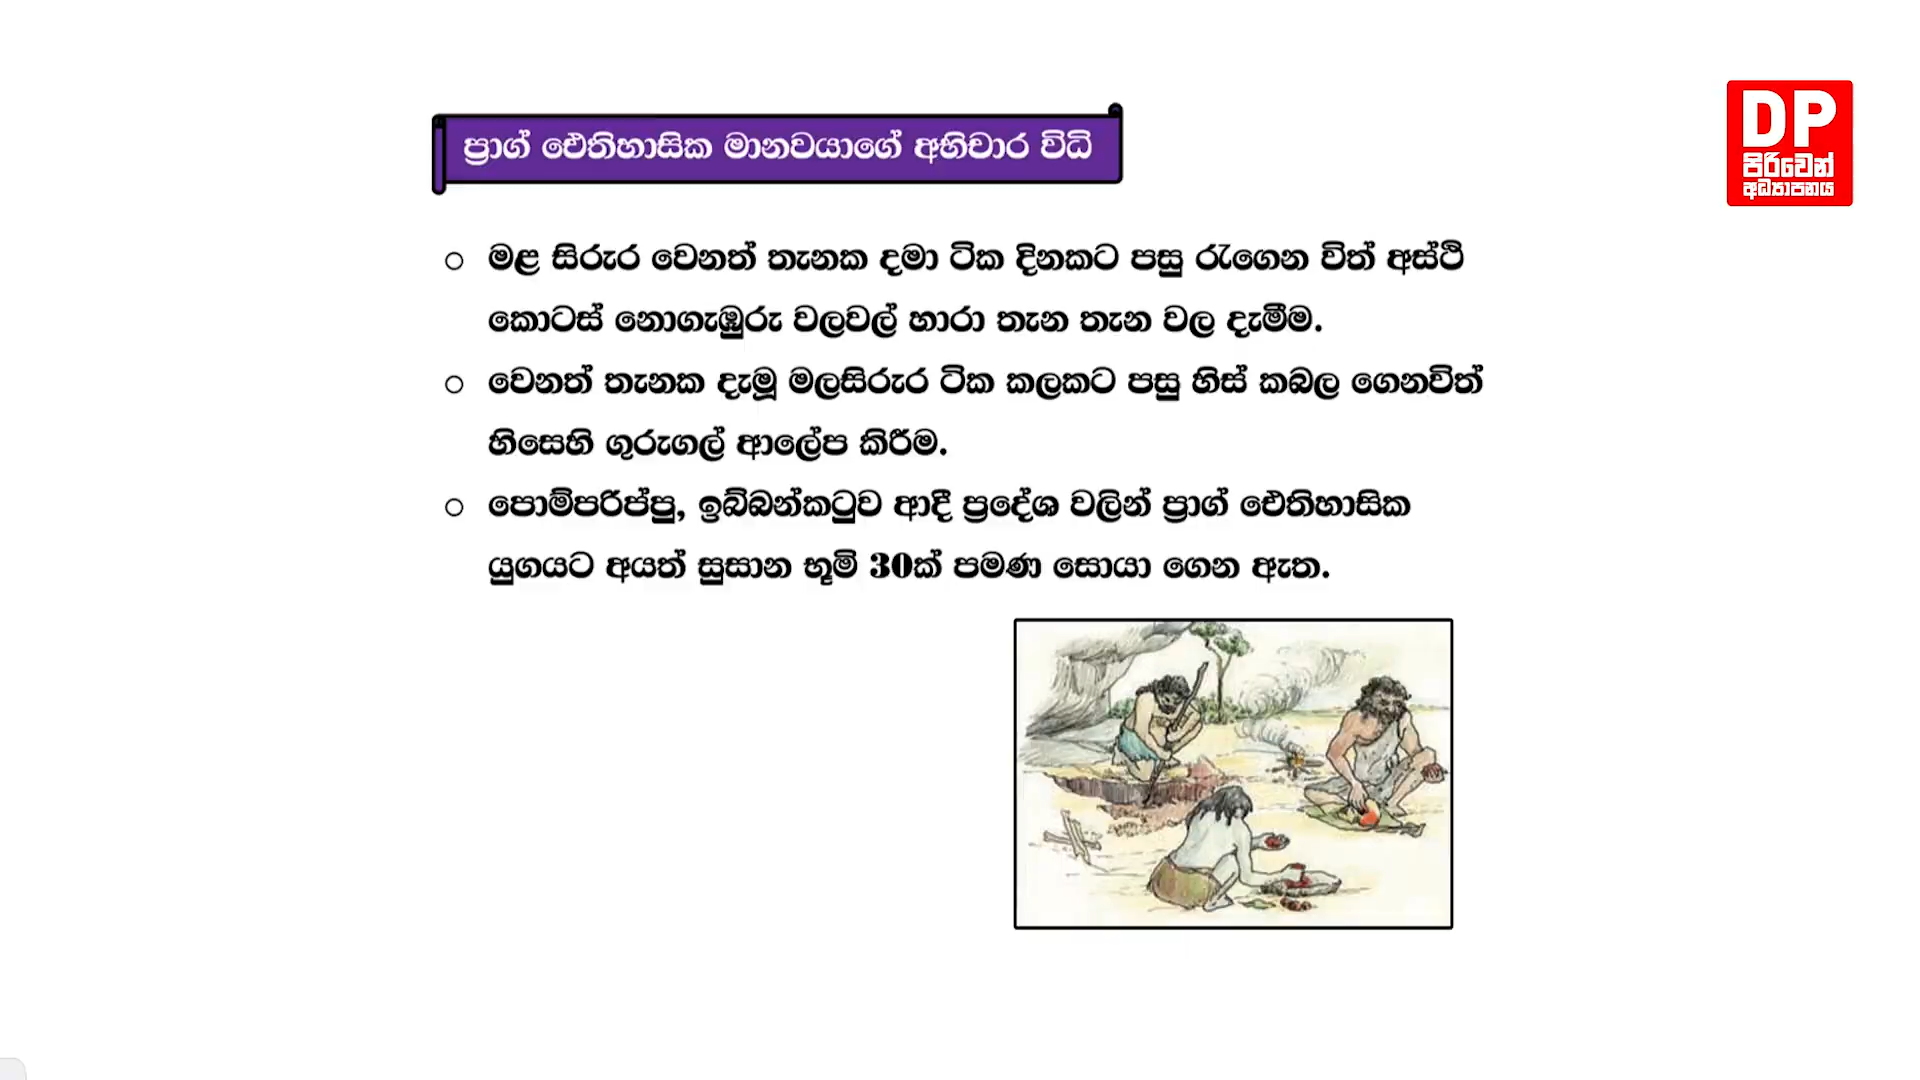 ප්‍රාග් ඓතිහාසික මානවයාගේ අභිචාර විධි
DP
පිරිවෙන්
අධ්‍යාපනය
මළ සිරුර වෙනත් තැනක දමා ටික දිනකට පසු රැගෙන විත් අස්ථි
කොටස් නොගැඹුරු වලවල් හාරා තැන තැන වල දැමීම.
වෙනත් තැනක දැමූ මලසිරුර ටික කලකට පසු හිස් කබල ගෙනවිත්
හිසෙහි ගුරුගල් ආලේප කිරීම.
පොම්පරිප්පු, ඉබ්බන්කටුව ආදී ප්‍රදේශ වලින් ප්‍රාග් ඓතිහාසික
යුගයට අයත් සුසාන භූමි 30ක් පමණ සොයා ගෙන ඇත.